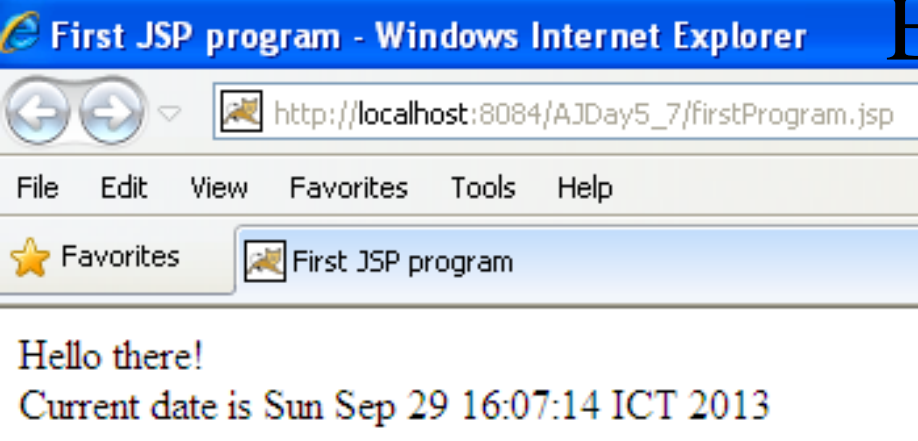 First JSP program - Windows Internet Explorer
http://localhost:8084/AJDay5_7/firstProgram.jsp
File Edit View Favorites Tools Help
Favorites First JSP program
Hello there!
Current date is Sun Sep 29 16:07:14 ICT 2013